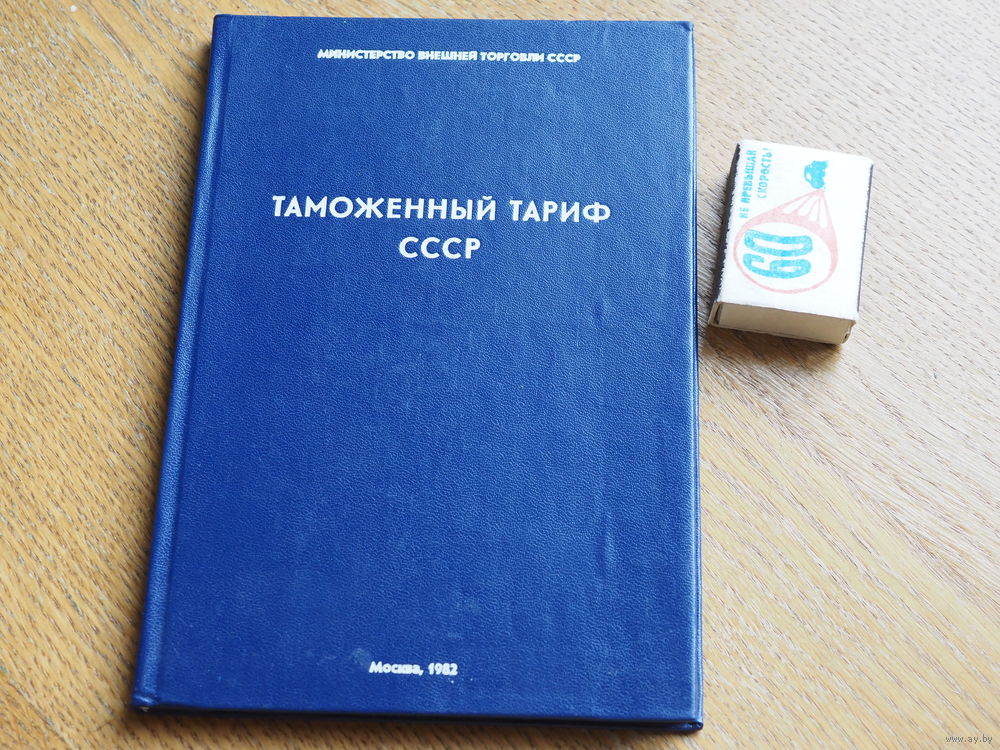 МИНИСТЕРСТВО ВНЕШНЕЙ ТОРГОВЛИ СССР
ТАМОЖЕННЫЙ ТАРИФ
СССР
Москва, 1982
НЕ ПРЕВЫШАЙ
СКОРОСТЬ!
60
www.ay.by